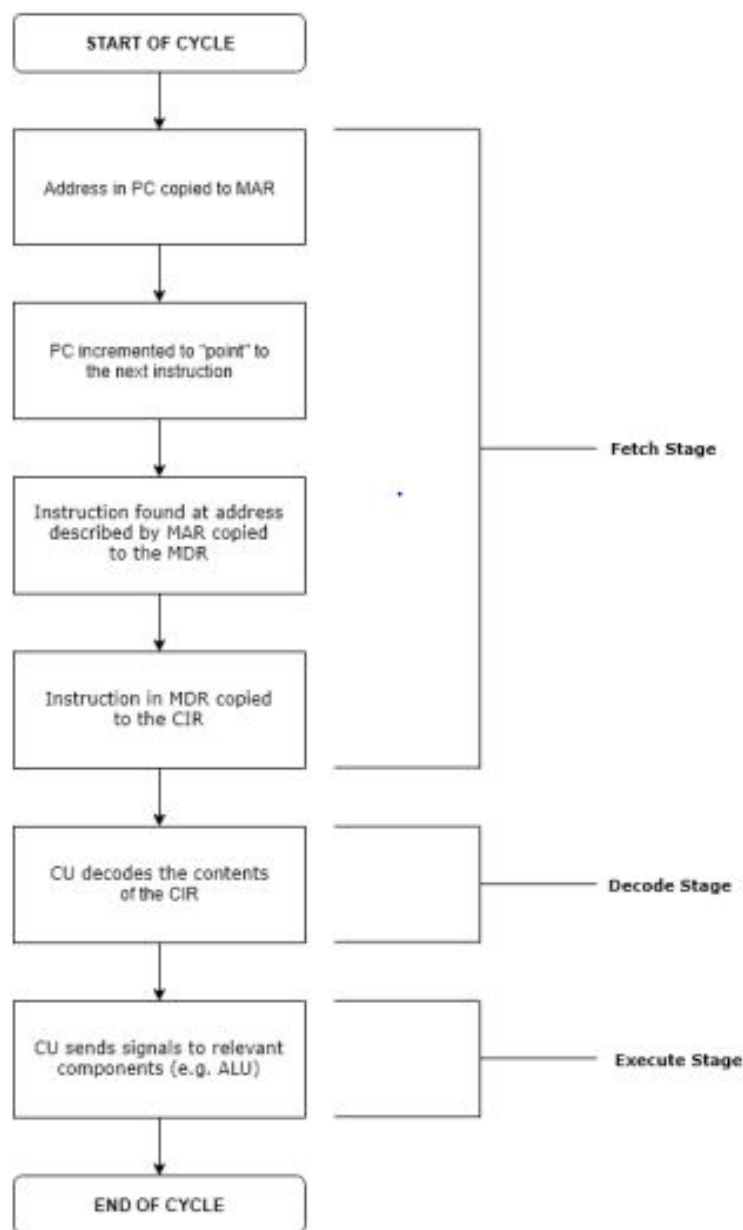 START OF CYCLE
Address in PC copied to MAR
PC incremented to "point" to
the next instruction
Fetch Stage
Instruction found at address
described by MAR copied
to the MDR
Instruction in MDR copied
to the CIR
CU decodes the contents
of the CIR
Decode Stage
CU sends signals to relevant
components (e.g. ALU)
Execute Stage
END OF CYCLE